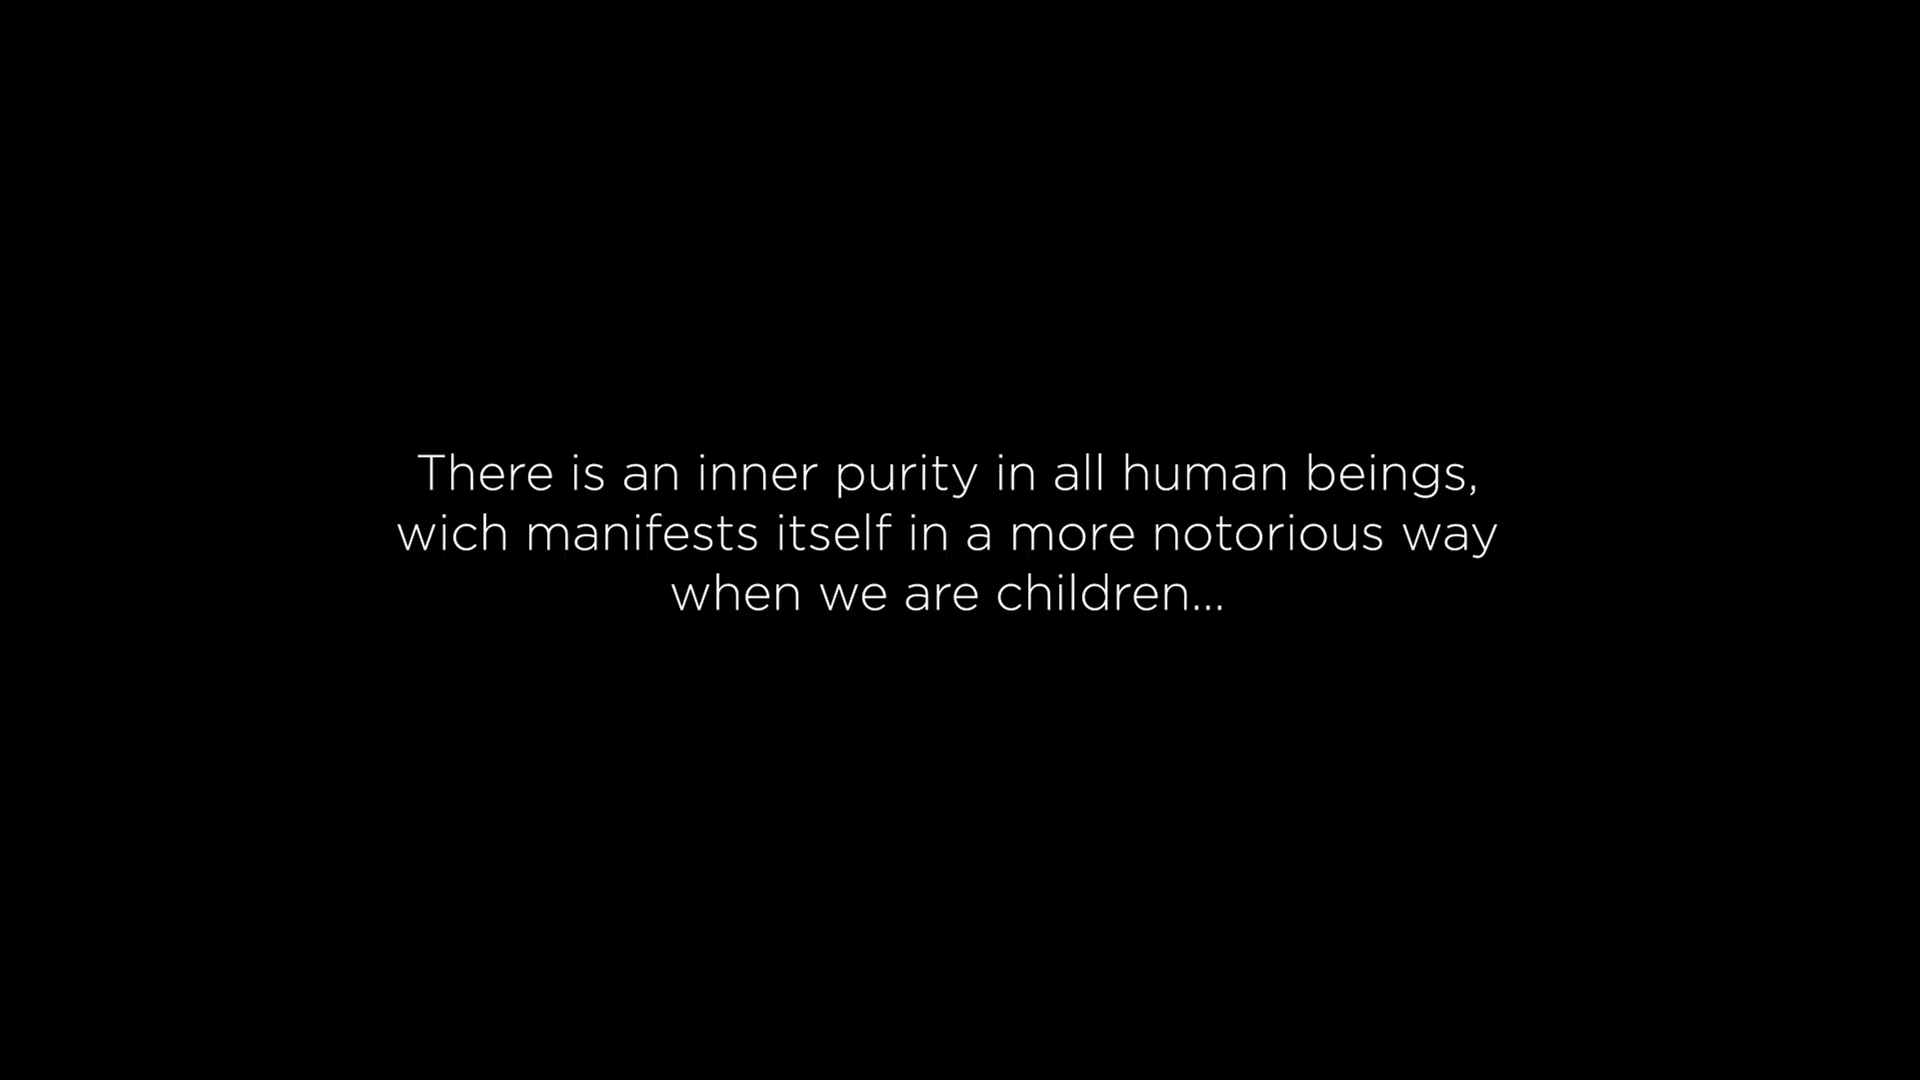 There is an inner purity in all human beings,
wich manifests itself in a more notorious way
when we are children...